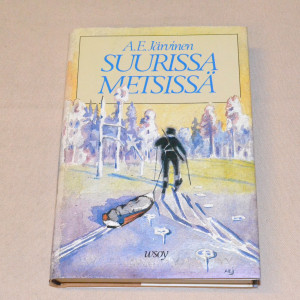 A.E. Järvinen
SUURISSA
METSISSÄ
wsoy